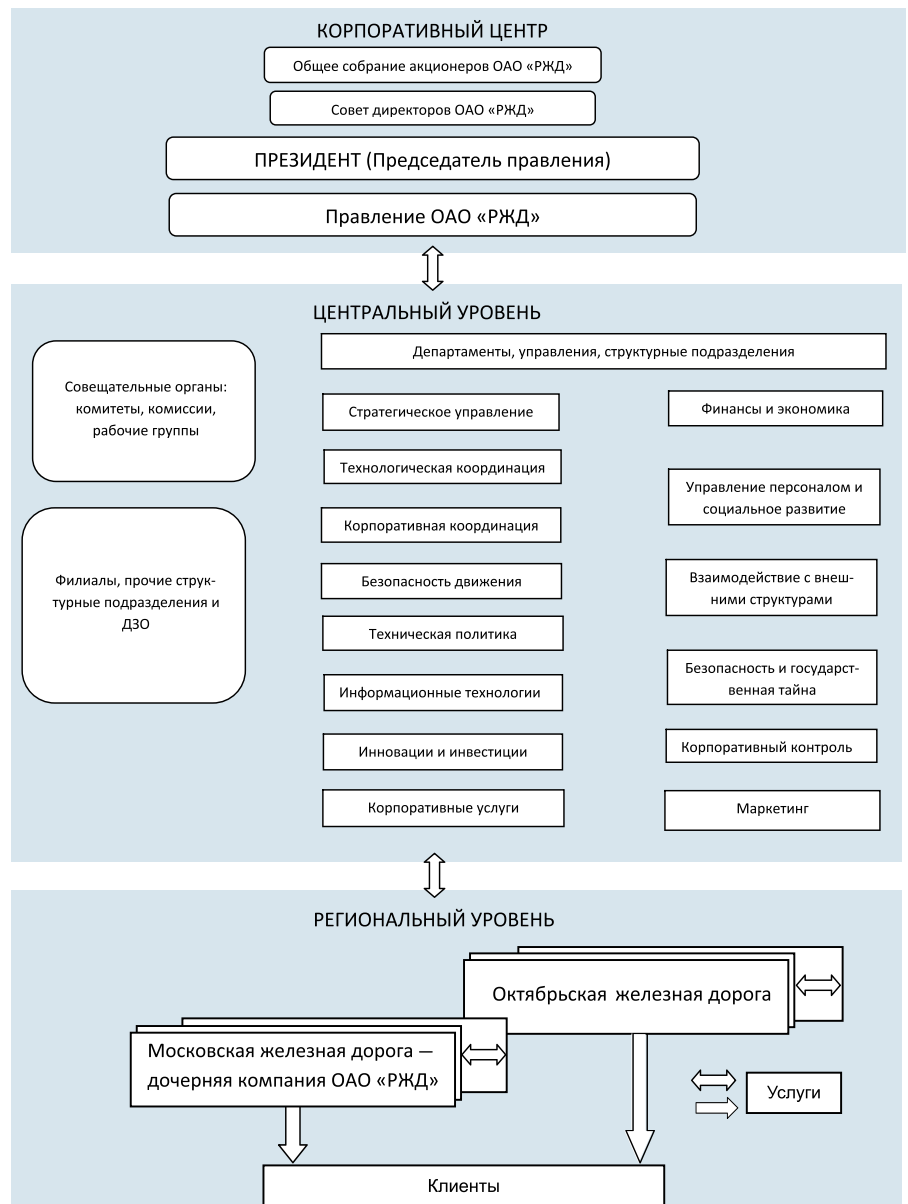 КОРПОРАТИВНЫЙ ЦЕНТР
Общее собрание акционеров ОАО «РЖД»
Совет директоров ОАО «РЖД»
ПРЕЗИДЕНТ (Председатель правления)
Правление ОАО «РЖД»
ЦЕНТРАЛЬНЫЙ УРОВЕНЬ
Совещательные органы:
комитеты, комиссии,
рабочие группы
Филиалы, прочие струк-
турные подразделения и
ДЗО
Департаменты, управления, структурные подразделения
Стратегическое управление
Технологическая координация
Корпоративная координация
Безопасность движения
Техническая политика
Информационные технологии
Инновации и инвестиции
Корпоративные услуги
Финансы и экономика
Управление персоналом и
социальное развитие
Взаимодействие с внеш-
ними структурами
Безопасность и государст-
венная тайна
Корпоративный контроль
Маркетинг
РЕГИОНАЛЬНЫЙ УРОВЕНЬ
Октябрьская железная дорога
Московская железная дорога —
дочерняя компания ОАО «РЖД»
Услуги
Клиенты